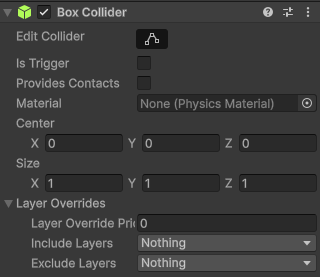 Box Collider
Edit Collider
Is Trigger
Provides Contacts
Material None (Physics Material)
Center
X 0 Y 0 Z 0
Size
X 1 Y 1 Z 1
Layer Overrides
Layer Override Pri 0
Include Layers Nothing
Exclude Layers Nothing